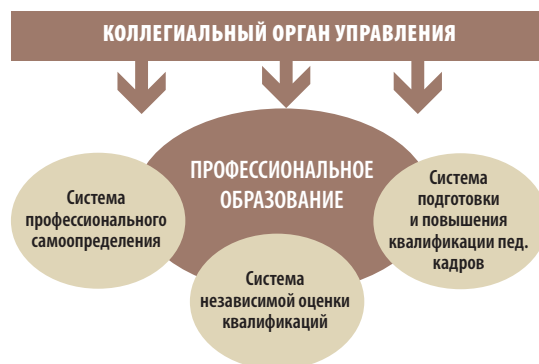 КОЛЛЕГИАЛЬНЫЙ ОРГАН УПРАВЛЕНИЯ
ПРОФЕССИОНАЛЬНОЕ
ОБРАЗОВАНИЕ
Система
профессионального
самоопределения
Система
независимой оценки
квалификаций
Система
подготовки
и повышения
квалификации пед.
кадров